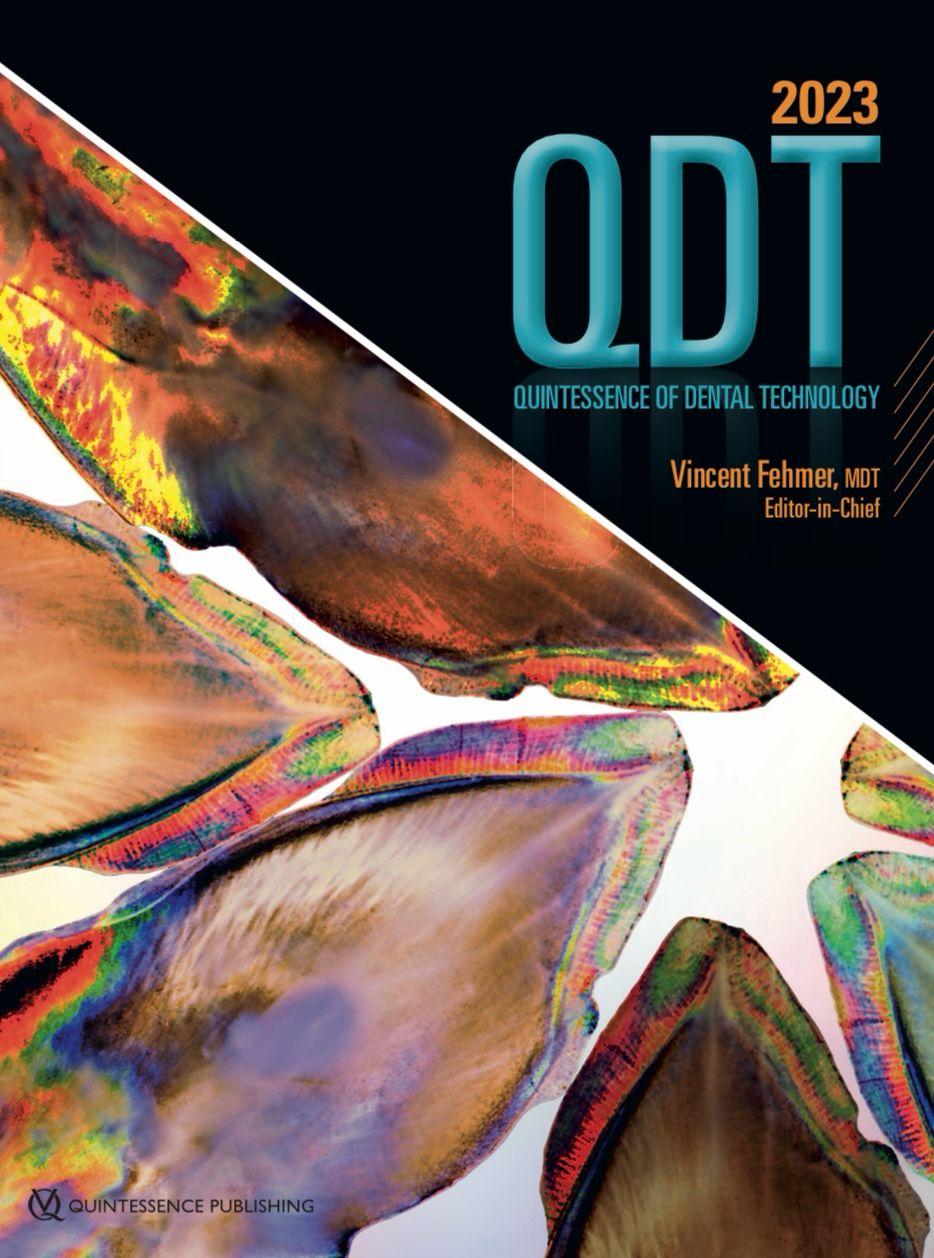 2023
QDT
QUINTESSENCE OF DENTAL TECHNOLOGY
Vincent Fehmer, MDT
Editor-in-Chief
QUINTESSENCE PUBLISHING